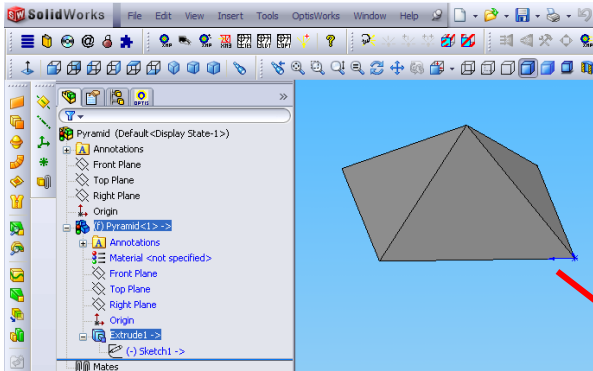 SolidWorks File Edit View Insert Tools OptisWorks Window Help
Pyramid (Default<Display State-1>)
Annotations
Front Plane
Top Plane
Right Plane
Origin
(f) Pyramid<1> ->
Annotations
Material <not specified>
Front Plane
Top Plane
Right Plane
Origin
Extrude1 ->
(-) Sketch1 ->
Mates